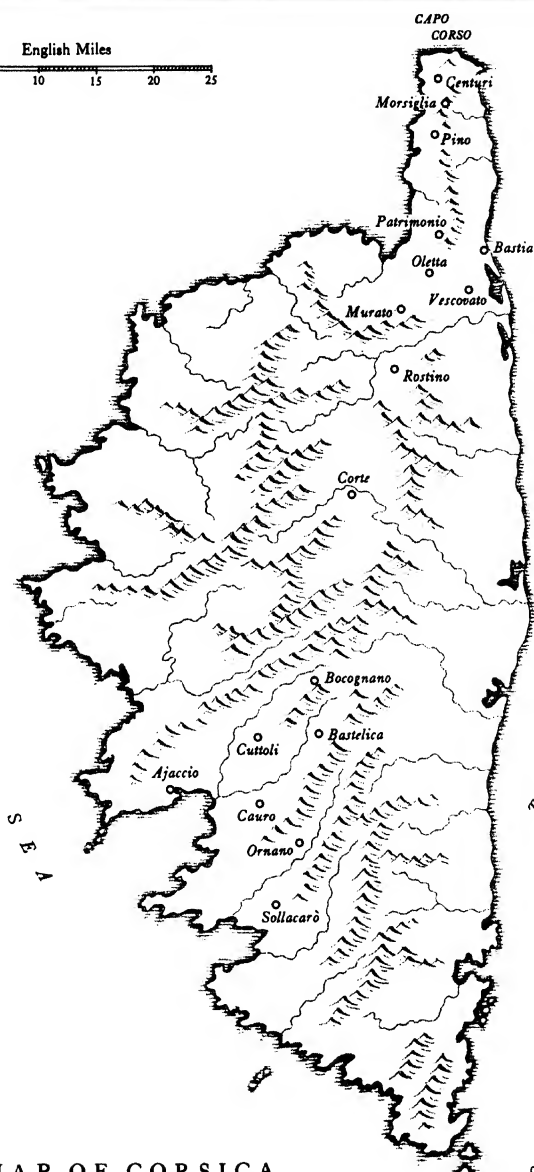 CAPO
CORSO
English Miles
10 15 20 25
Centuri
Morsiglia
Pino
Patrimonio
Bastia
Oletta
Vescovato
Murato
Rostino
Corte
Bocognano
Bastelica
Cuttoli
Ajaccio
Cauro
SEA
Ornano
Sollacarò
MAP OF CORSICA